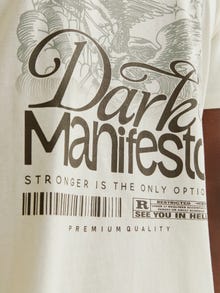 Dark
Manifesto
STRONGER IS THE ONLY OPTIO
R RESTRICTED
SEE YOU IN HELL
PREMIUM QUALITY